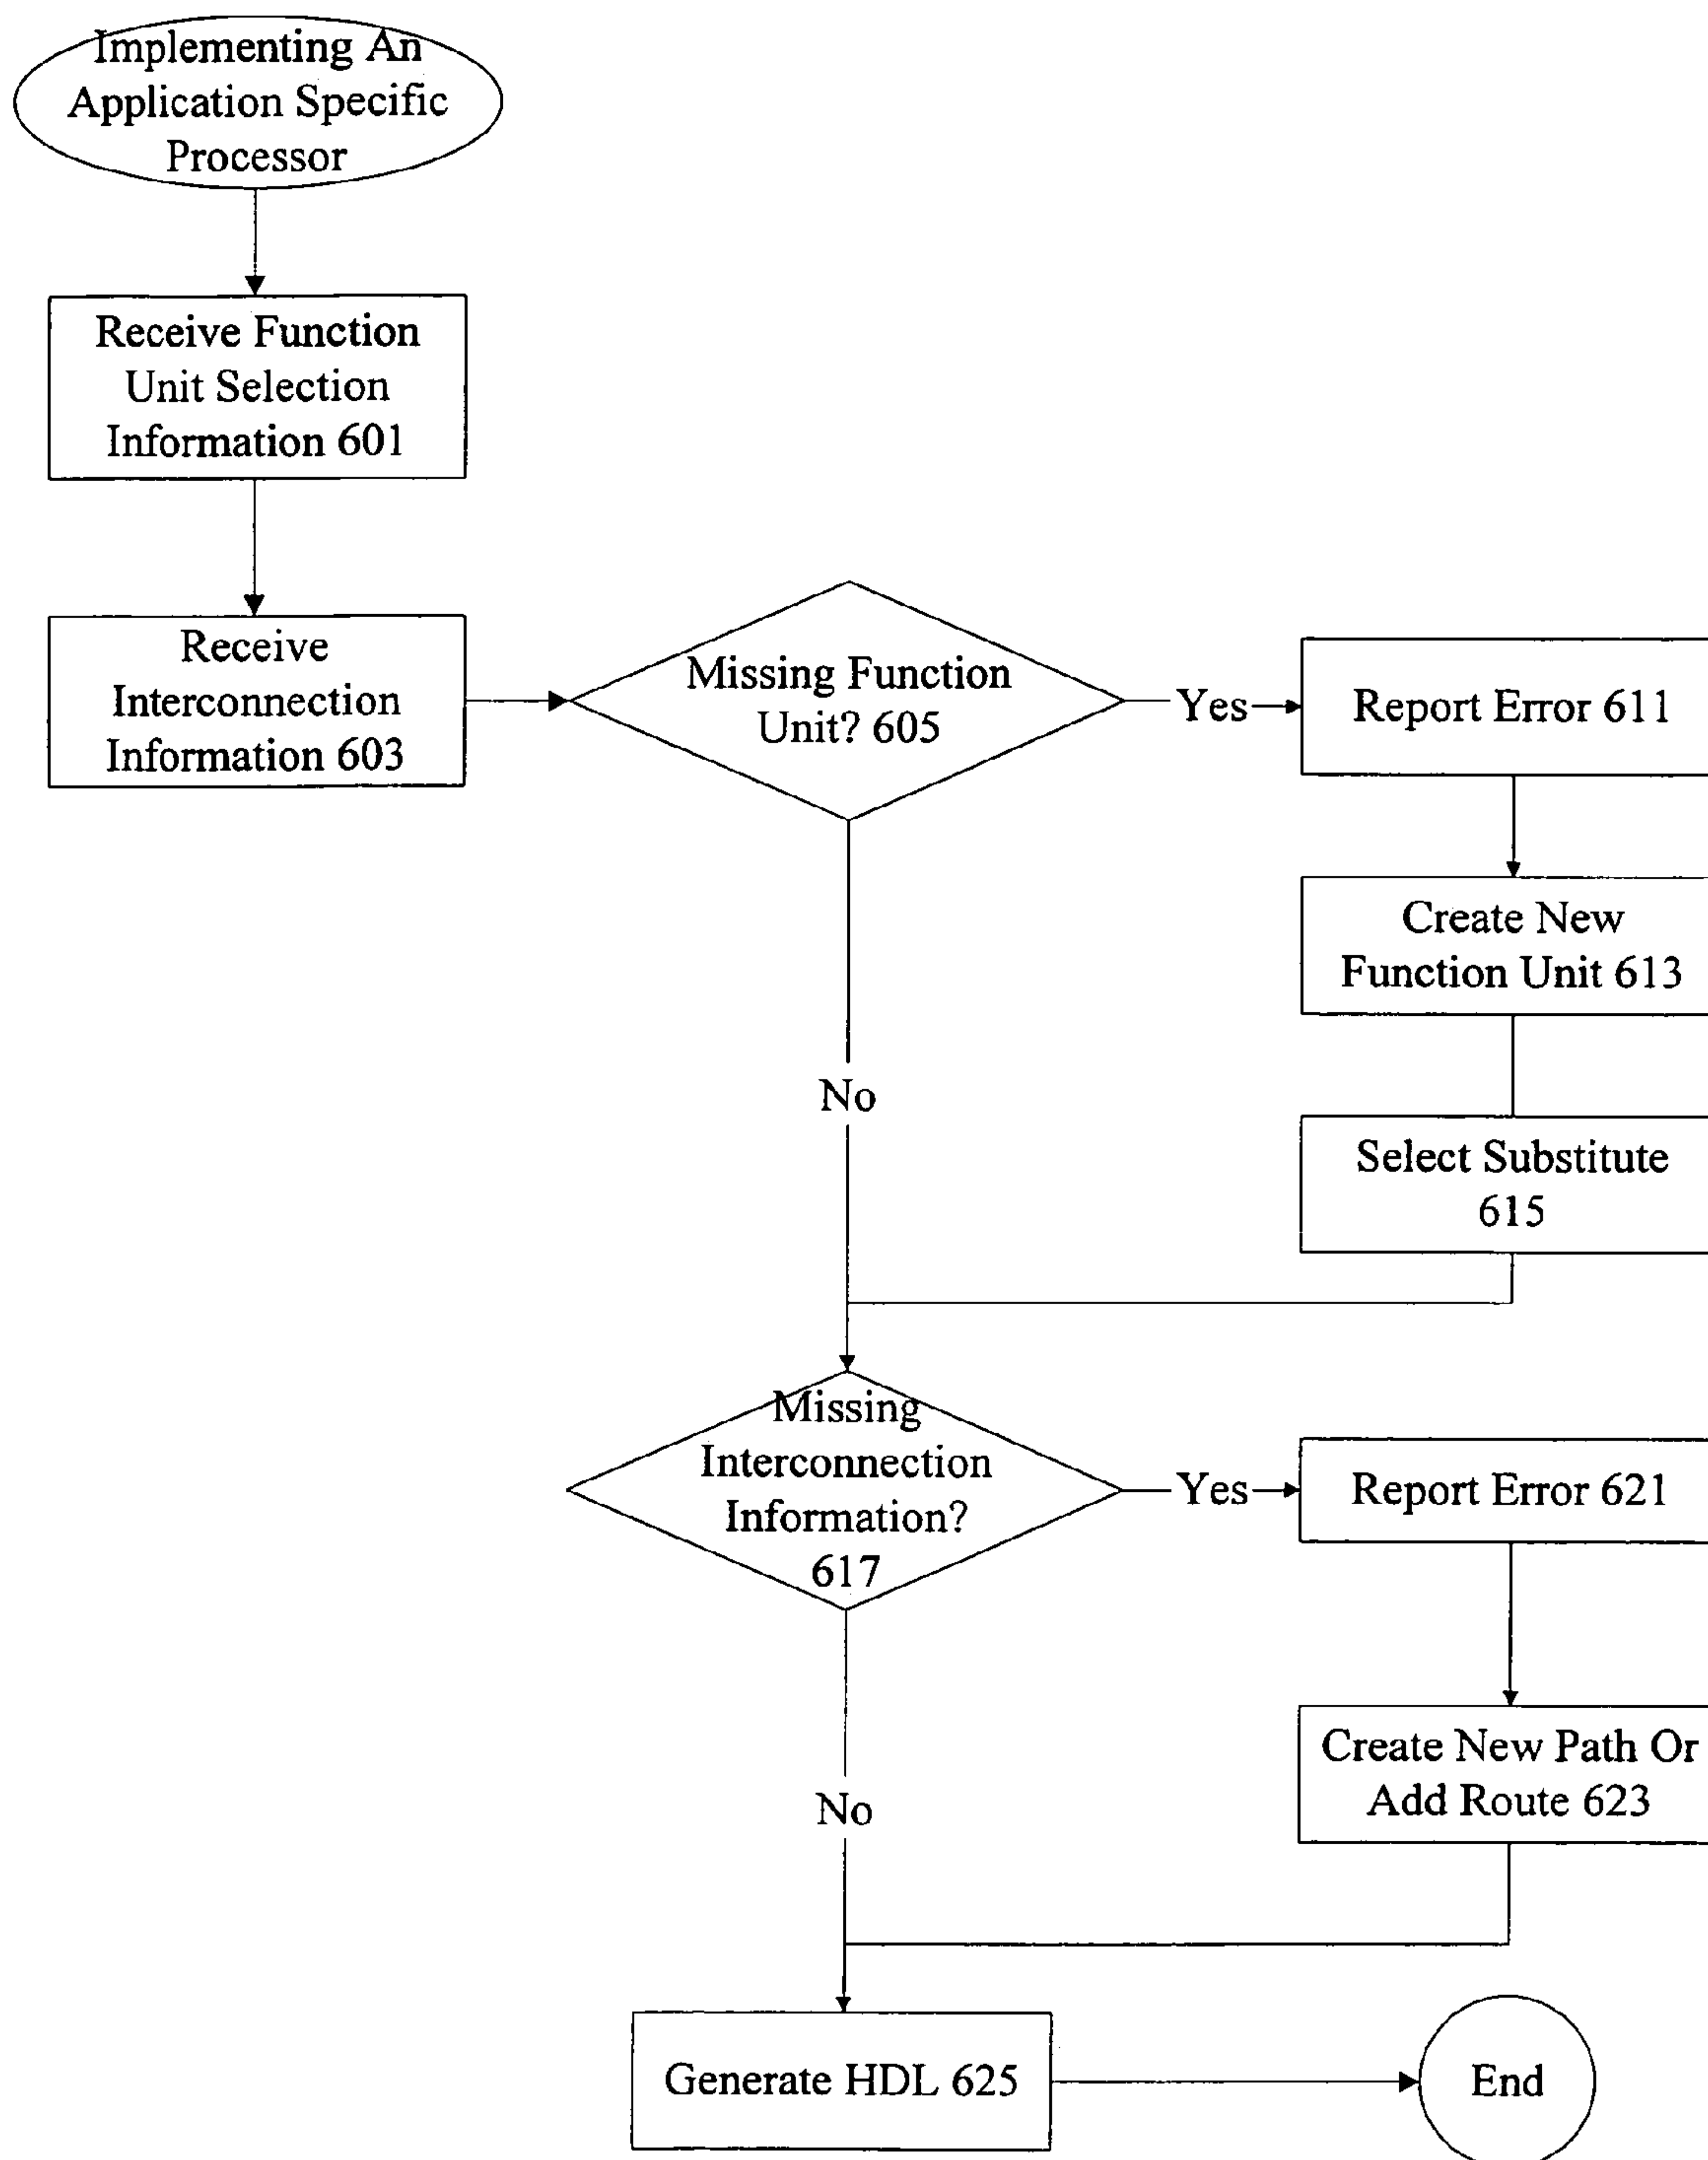 Implementing An
Application Specific
Processor
Receive Function
Unit Selection
Information 601
Receive
Interconnection
Information 603
Missing Function
Unit? 605
Yes
Report Error 611
Create New
Function Unit 613
No
Select Substitute
615
Missing
Interconnection
Information?
617
Yes
Report Error 621
Create New Path Or
Add Route 623
No
Generate HDL 625
End